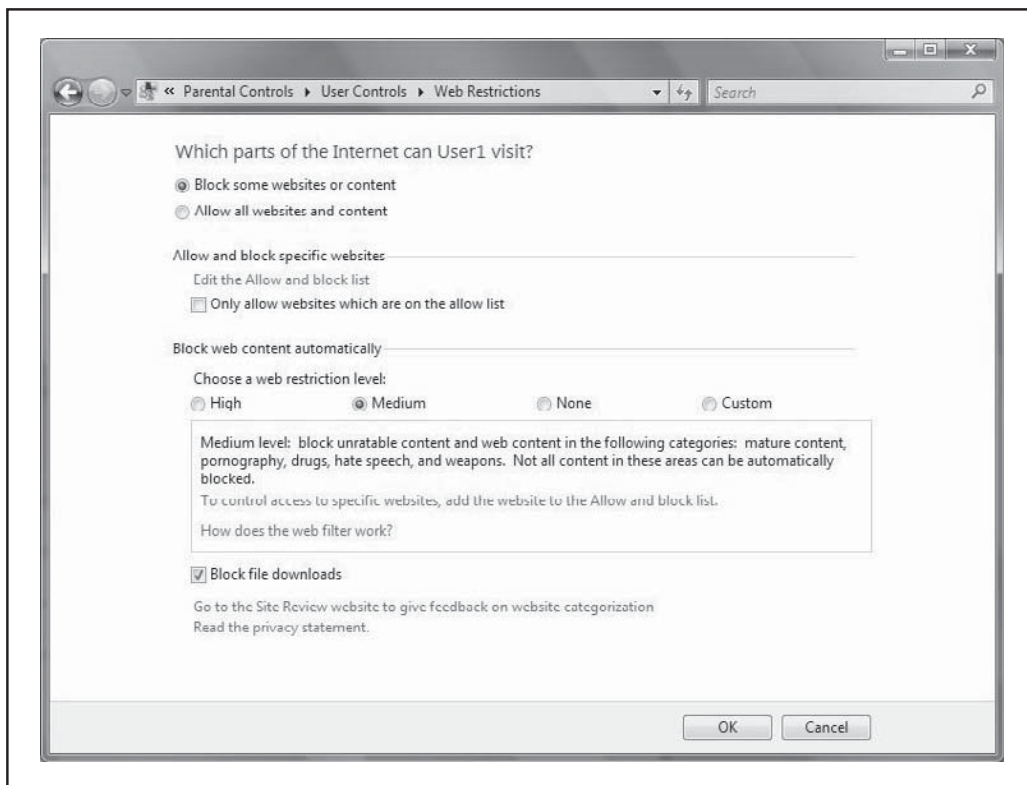 « Parental Controls ▸ User Controls ▸ Web Restrictions
Search
Which parts of the Internet can User1 visit?
Block some websites or content
Allow all websites and content
Allow and block specific websites
Edit the Allow and block list
Only allow websites which are on the allow list
Block web content automatically
Choose a web restriction level:
High Medium None Custom
Medium level: block unratable content and web content in the following categories: mature content,
pornography, drugs, hate speech, and weapons. Not all content in these areas can be automatically
blocked.
To control access to specific websites, add the website to the Allow and block list.
How does the web filter work?
Block file downloads
Go to the Site Review website to give feedback on website categorization
Read the privacy statement.
OK Cancel